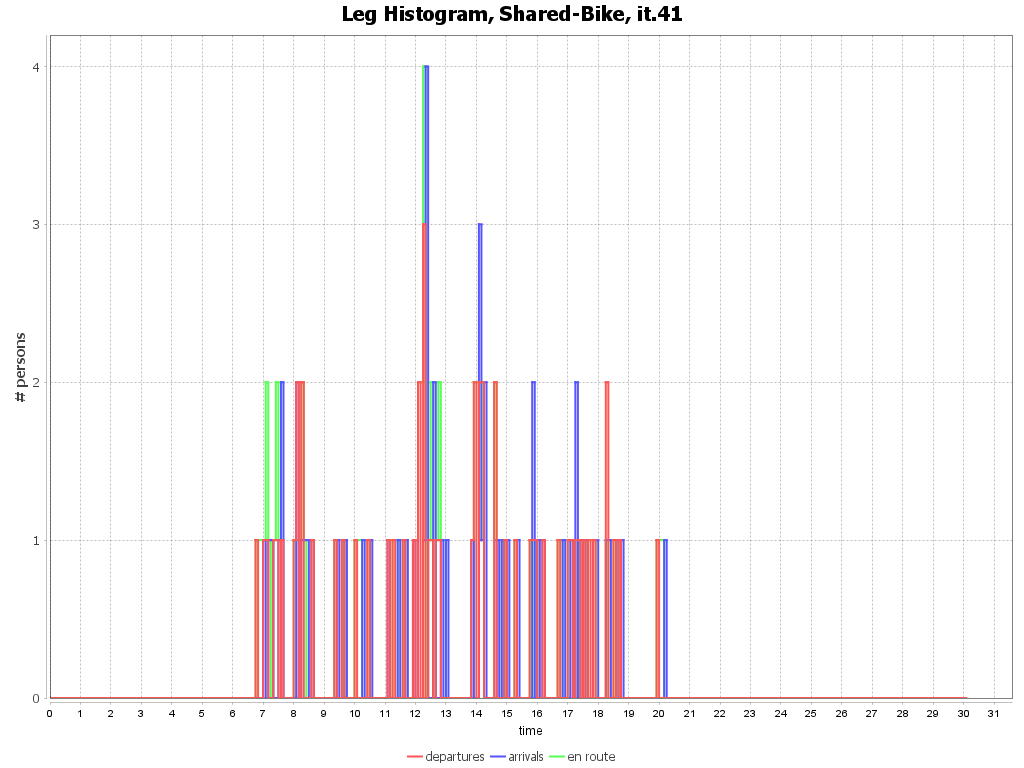 Leg Histogram, Shared-Bike, it.41
# persons
4
3
2
1
0
0 1 2 3 4 5 6 7 8 9 10 11 12 13 14 15 16 17 18 19 20 21 22 23 24 25 26 27 28 29 30 31
time
departures arrivals en route